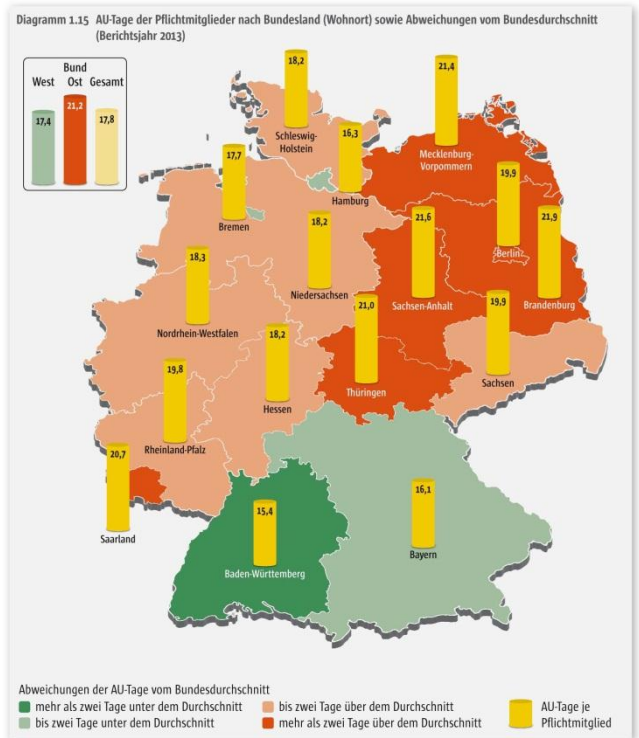 Diagramm 1.15 AU-Tage der Pflichtmitglieder nach Bundesland (Wohnort) sowie Abweichungen vom Bundesdurchschnitt
(Berichtsjahr 2013)
Bund
West Ost Gesamt
17,4 21,2 17,8
18,2
Schleswig-
Holstein
21,4
Mecklenburg-
Vorpommern
16,3
Hamburg
17,7
Bremen
19,9
Berlin
18,2
Niedersachsen
21,6
Sachsen-Anhalt
21,9
Brandenburg
18,3
Nordrhein-Westfalen
18,2
Hessen
21,0
Thüringen
19,9
Sachsen
19,8
Rheinland-Pfalz
20,7
Saarland
15,4
Baden-Württemberg
16,1
Bayern
Abweichungen der AU-Tage vom Bundesdurchschnitt
mehr als zwei Tage unter dem Durchschnitt
bis zwei Tage unter dem Durchschnitt
bis zwei Tage über dem Durchschnitt
mehr als zwei Tage über dem Durchschnitt
AU-Tage je
Pflichtmitglied